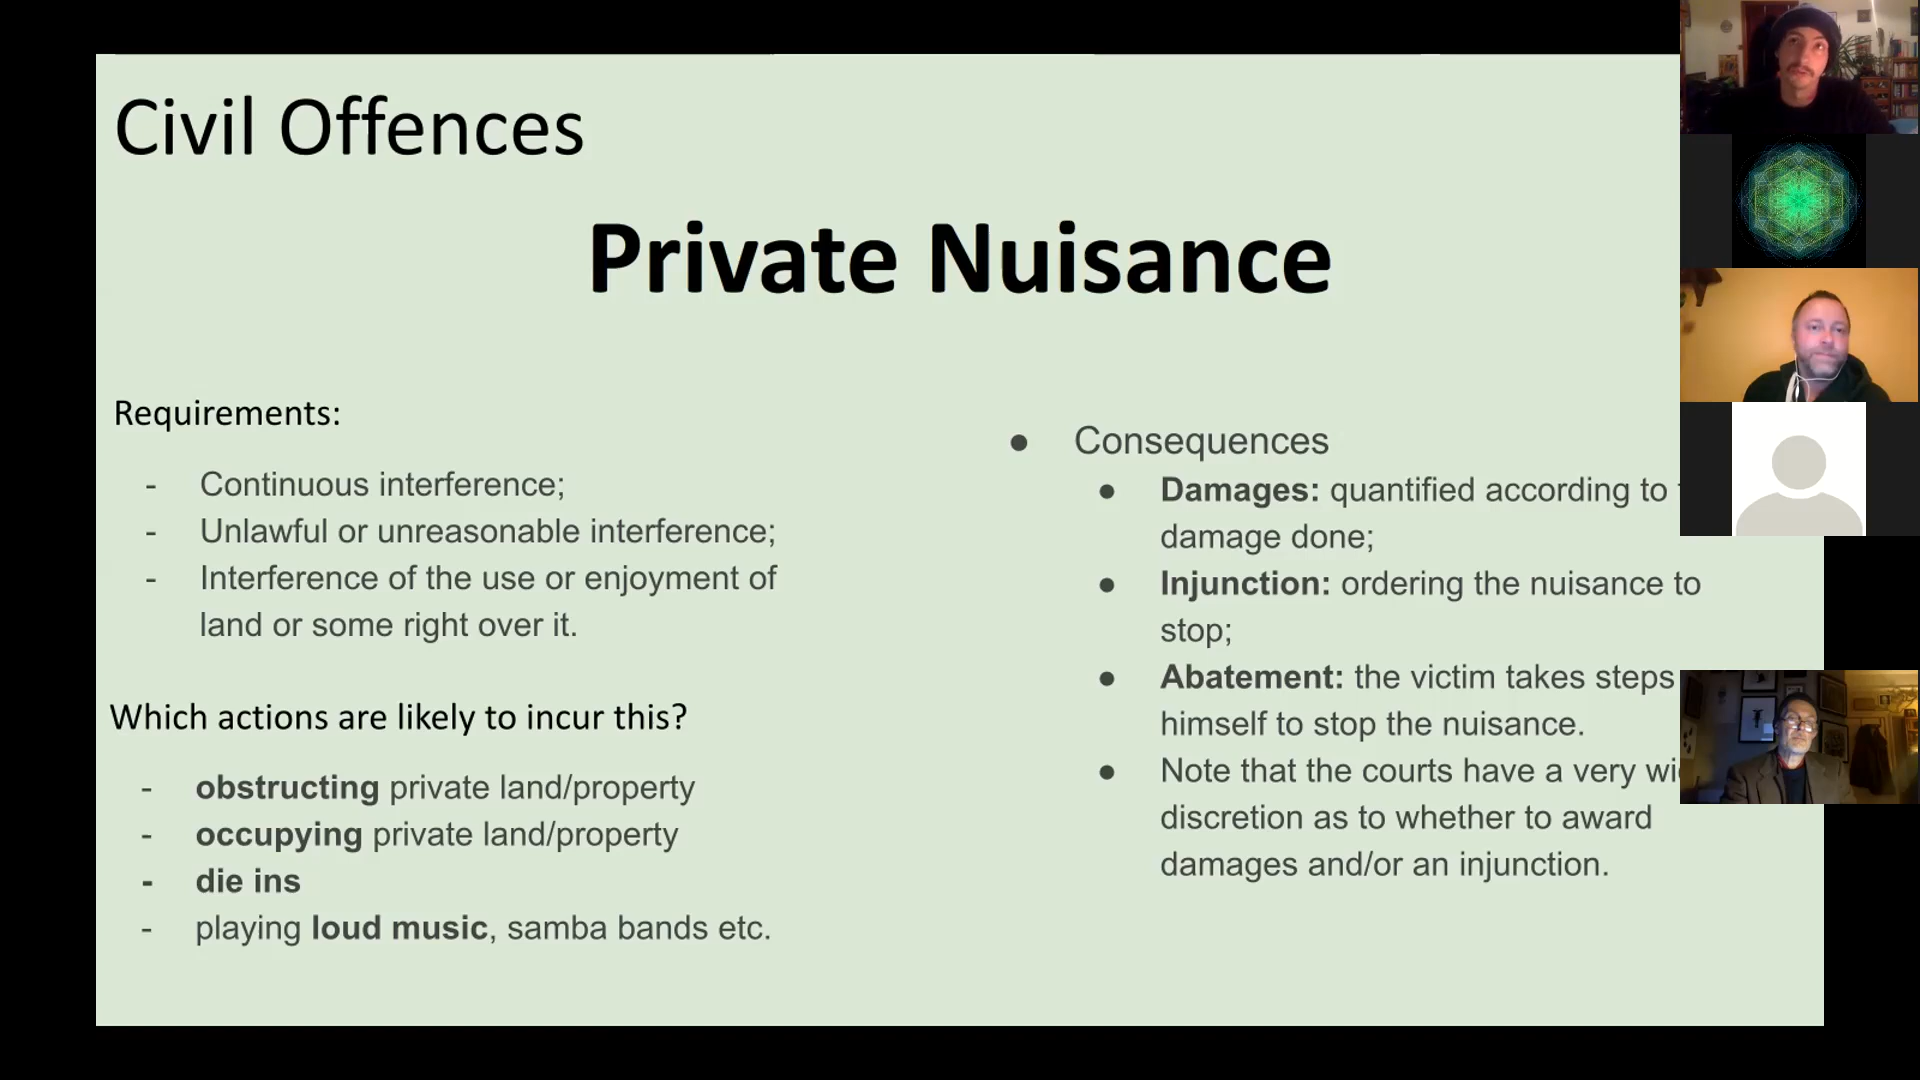 Civil Offences
Private Nuisance
Requirements:
- Continuous interference;
- Unlawful or unreasonable interference;
- Interference of the use or enjoyment of
land or some right over it.
Which actions are likely to incur this?
- obstructing private land/property
- occupying private land/property
- die ins
- playing loud music, samba bands etc.
● Consequences
● Damages: quantified according to
damage done;
● Injunction: ordering the nuisance to
stop;
● Abatement: the victim takes steps
himself to stop the nuisance.
● Note that the courts have a very
discretion as to whether to award
damages and/or an injunction.